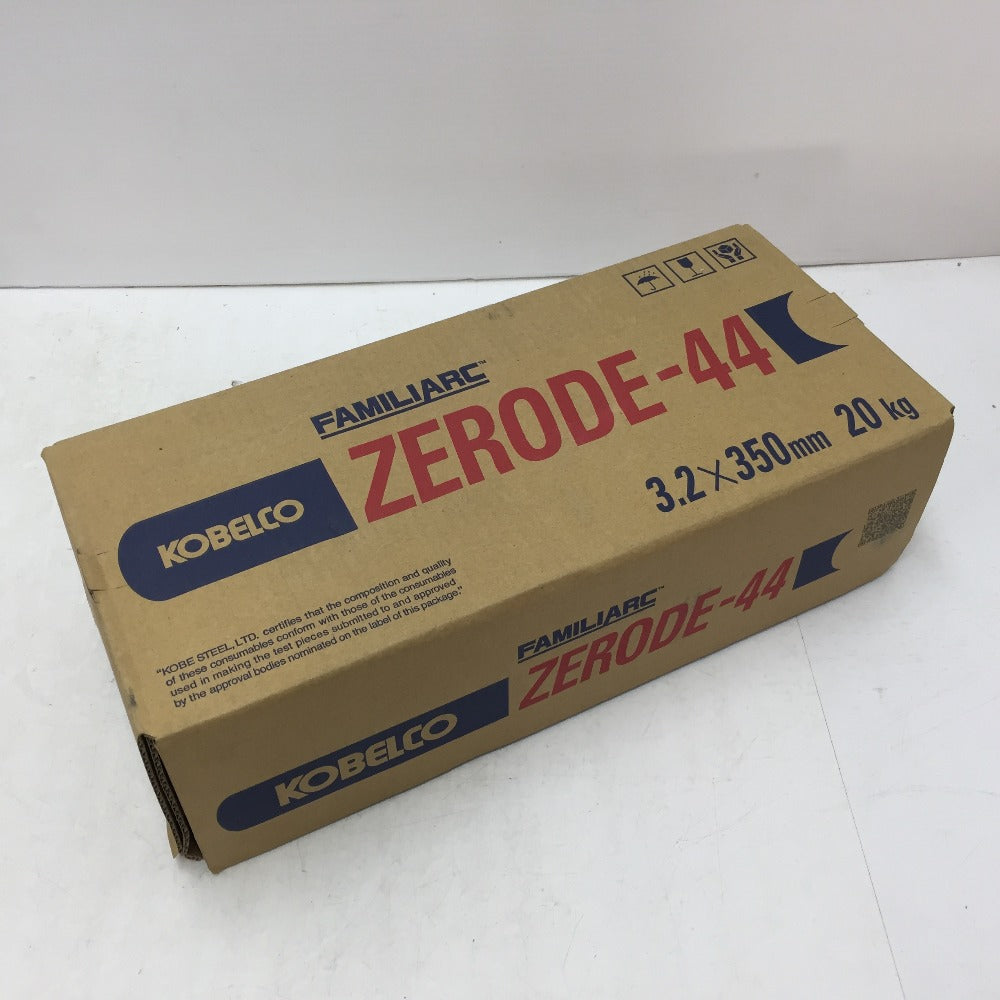 FAMILIARC™
ZERODE-44
KOBELCO
3.2×350mm 20 kg
"KOBE STEEL, LTD. certifies that the composition and quality
of these consumables conform with those of the consumables
used in making the test pieces submitted to and approved
by the approval bodies nominated on the label of this package."
FAMILIARC™
ZERODE-44
KOBELCO